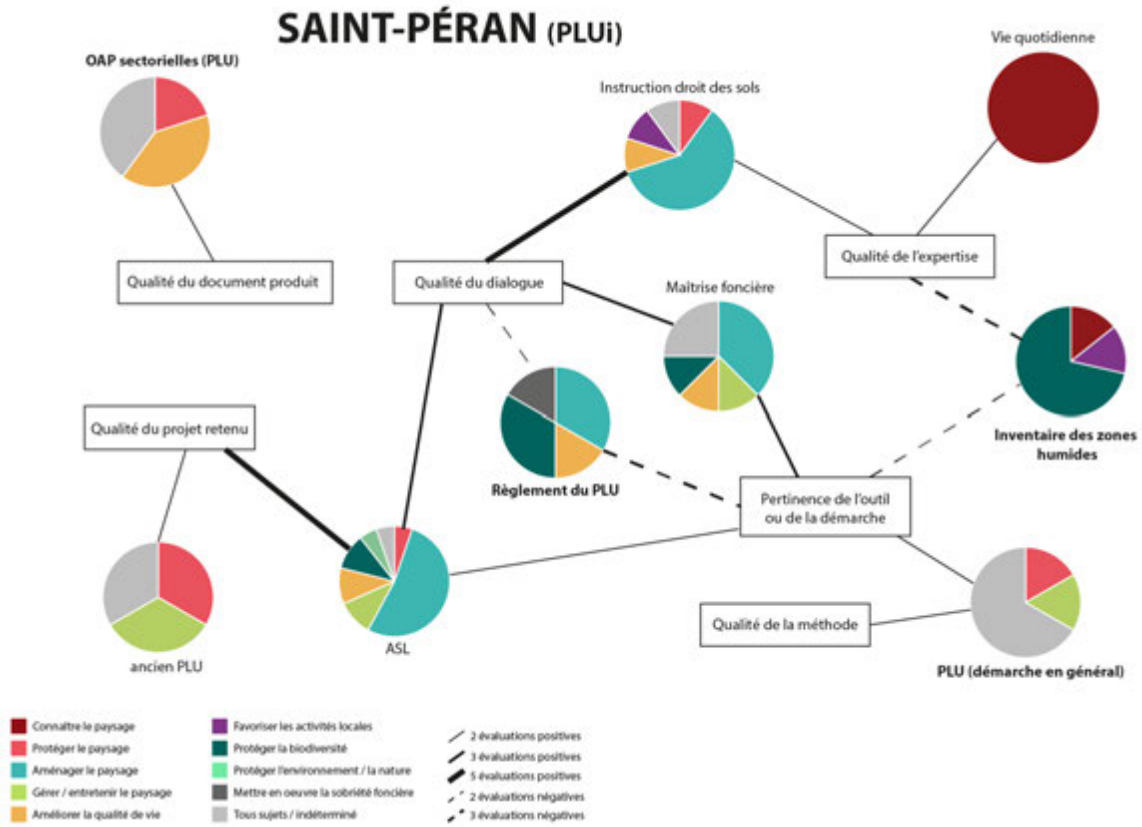 SAINT-PÉRAN (PLUi)
OAP sectorielles (PLU)
Vie quotidienne
Instruction droit des sols
Qualité du document produit
Qualité du dialogue
Qualité de l'expertise
Maîtrise foncière
Qualité du projet retenu
Règlement du PLU
Inventaire des zones
humides
Pertinence de l'outil
ou de la démarche
ancien PLU
ASL
Qualité de la méthode
PLU (démarche en général)
Connaître le paysage
Protéger le paysage
Aménager le paysage
Gérer / entretenir le paysage
Améliorer la qualité de vie
Favoriser les activités locales
Protéger la biodiversité
Protéger l'environnement / la nature
Mettre en oeuvre la sobriété foncière
Tous sujets / indéterminé
2 évaluations positives
3 évaluations positives
5 évaluations positives
2 évaluations négatives
3 évaluations négatives